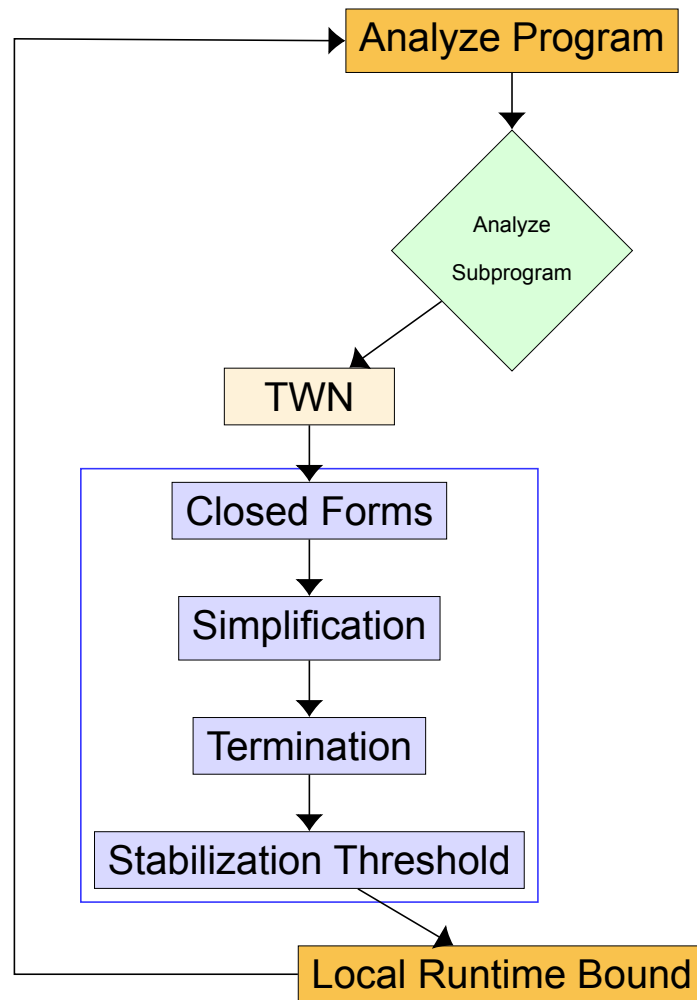 Analyze Program
Analyze
Subprogram
TWN
Closed Forms
Simplification
Termination
Stabilization Threshold
Local Runtime Bound